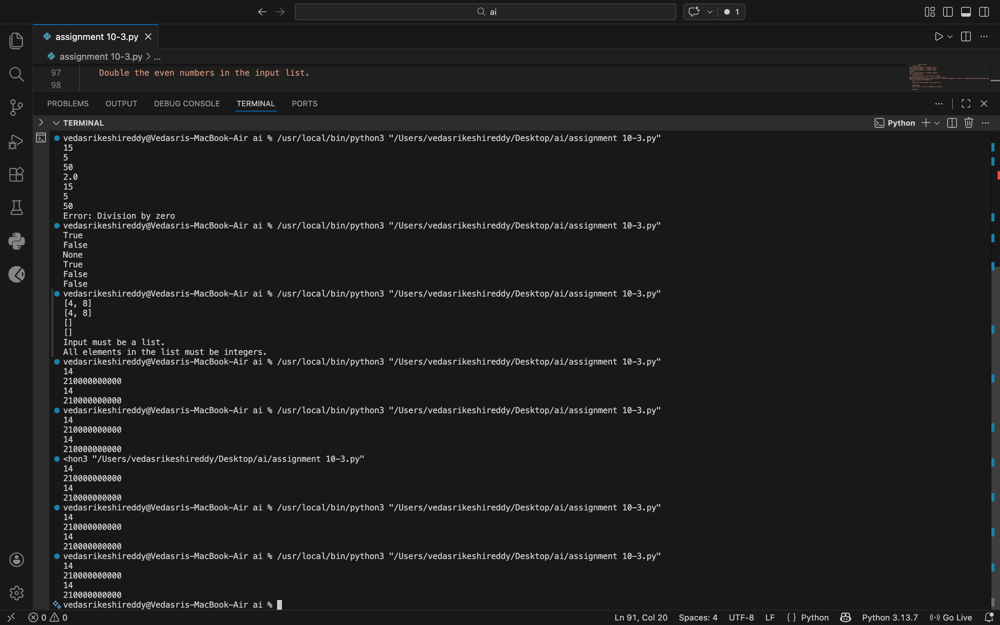 ai
1
assignment 10-3.py
assignment 10-3.py > ...
97 Double the even numbers in the input list.
98
PROBLEMS OUTPUT DEBUG CONSOLE TERMINAL PORTS
TERMINAL
Python
vedasrikeshireddy@Vedasris-MacBook-Air ai % /usr/local/bin/python3 "/Users/vedasrikeshireddy/Desktop/ai/assignment 10-3.py"
15
5
50
2.0
15
5
50
Error: Division by zero
vedasrikeshireddy@Vedasris-MacBook-Air ai % /usr/local/bin/python3 "/Users/vedasrikeshireddy/Desktop/ai/assignment 10-3.py"
True
False
None
True
False
False
vedasrikeshireddy@Vedasris-MacBook-Air ai % /usr/local/bin/python3 "/Users/vedasrikeshireddy/Desktop/ai/assignment 10-3.py"
[4, 8]
[4, 8]
[]
[]
Input must be a list.
All elements in the list must be integers.
vedasrikeshireddy@Vedasris-MacBook-Air ai % /usr/local/bin/python3 "/Users/vedasrikeshireddy/Desktop/ai/assignment 10-3.py"
14
210000000000
14
210000000000
vedasrikeshireddy@Vedasris-MacBook-Air ai % /usr/local/bin/python3 "/Users/vedasrikeshireddy/Desktop/ai/assignment 10-3.py"
14
210000000000
14
210000000000
<hon3 "/Users/vedasrikeshireddy/Desktop/ai/assignment 10-3.py"
14
210000000000
14
210000000000
vedasrikeshireddy@Vedasris-MacBook-Air ai % /usr/local/bin/python3 "/Users/vedasrikeshireddy/Desktop/ai/assignment 10-3.py"
14
210000000000
14
210000000000
vedasrikeshireddy@Vedasris-MacBook-Air ai % /usr/local/bin/python3 "/Users/vedasrikeshireddy/Desktop/ai/assignment 10-3.py"
14
210000000000
14
210000000000
vedasrikeshireddy@Vedasris-MacBook-Air ai %
0 0 Ln 91, Col 20 Spaces: 4 UTF-8 LF {} Python Python 3.13.7 Go Live